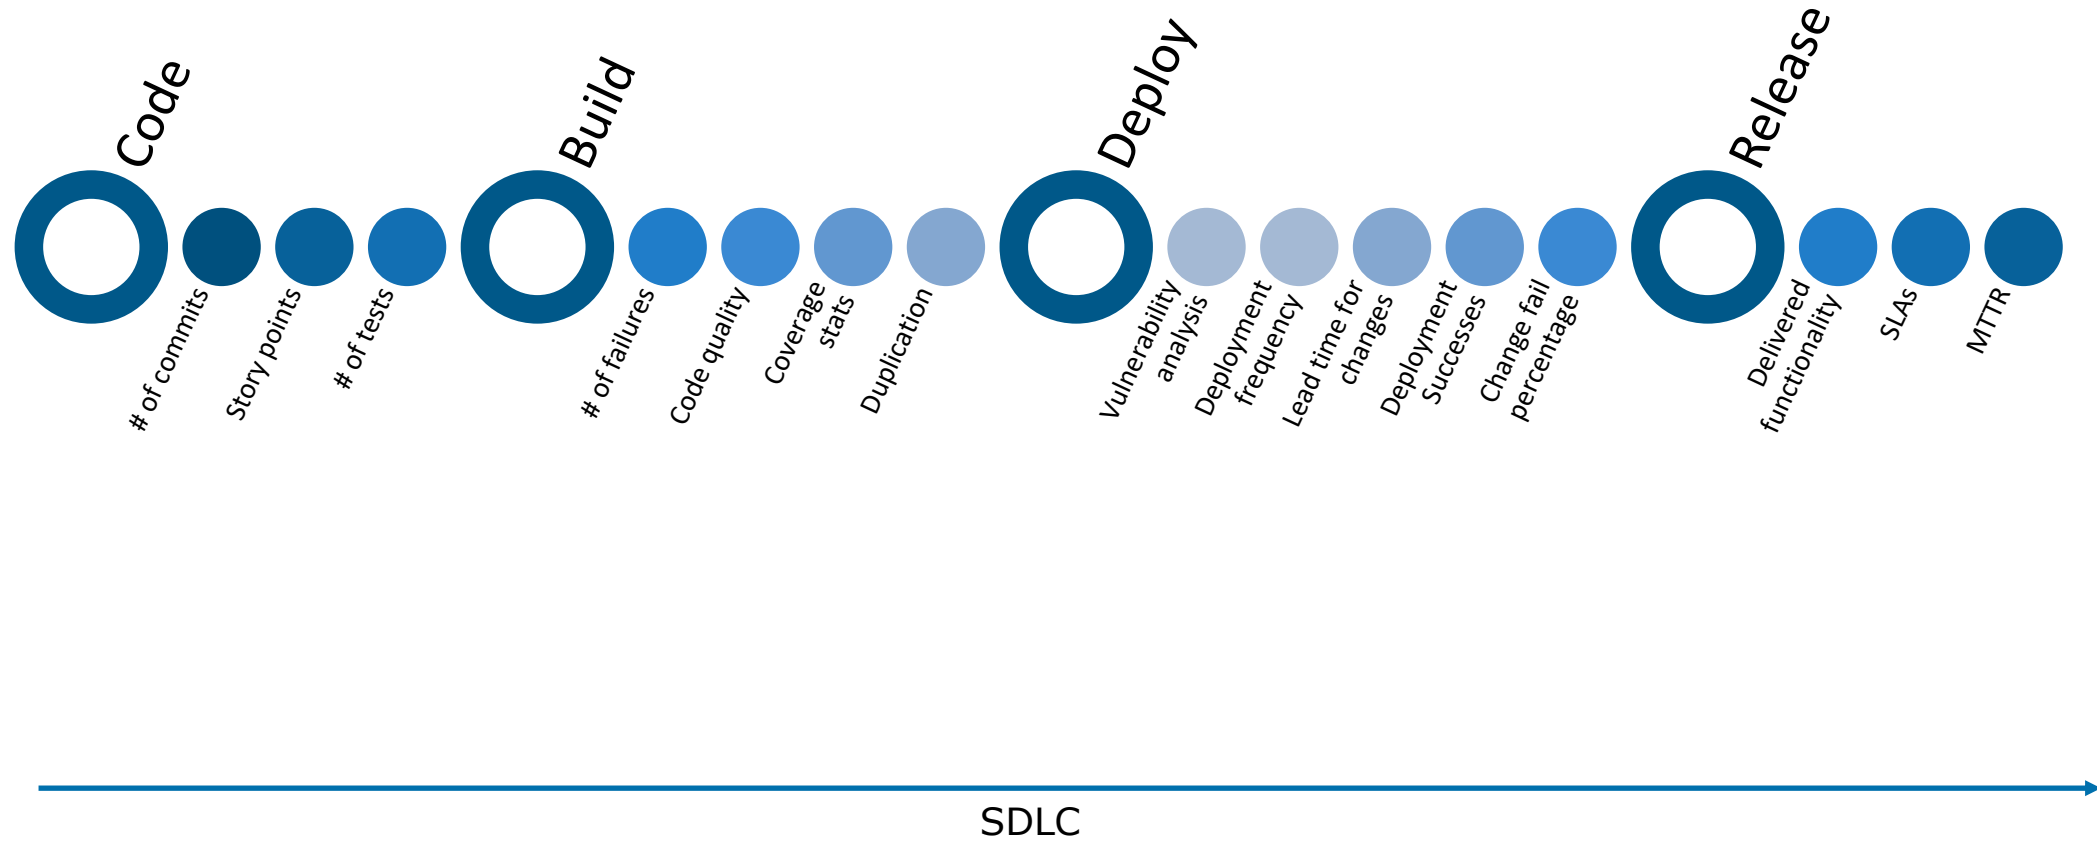 Code
# of commits
Story points
# of tests
Build
# of failures
Code quality
Coverage
stats
Duplication
Deploy
Vulnerability
analysis
Deployment
frequency
Lead time for
changes
Deployment
Successes
Change fail
percentage
Release
Delivered
functionality
SLAs
MTTR
SDLC